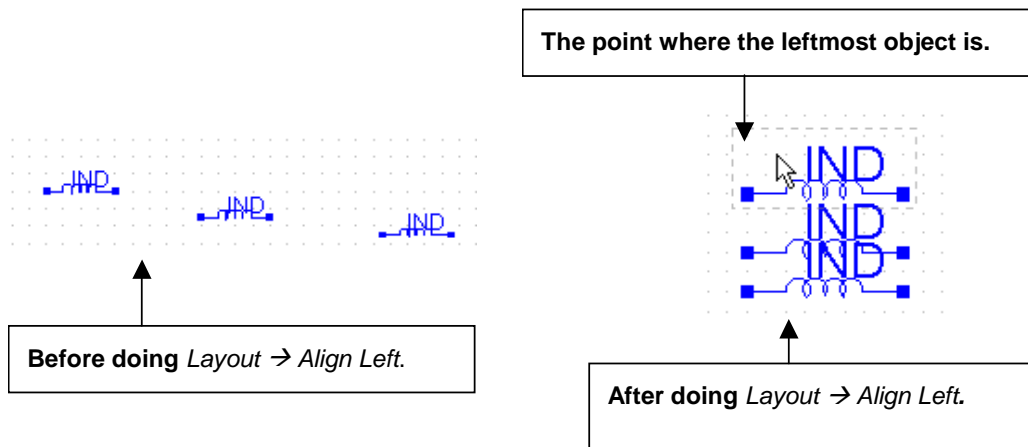 The point where the leftmost object is.
IND
IND
IND
Before doing Layout → Align Left.
IND
IND
IND
After doing Layout → Align Left.